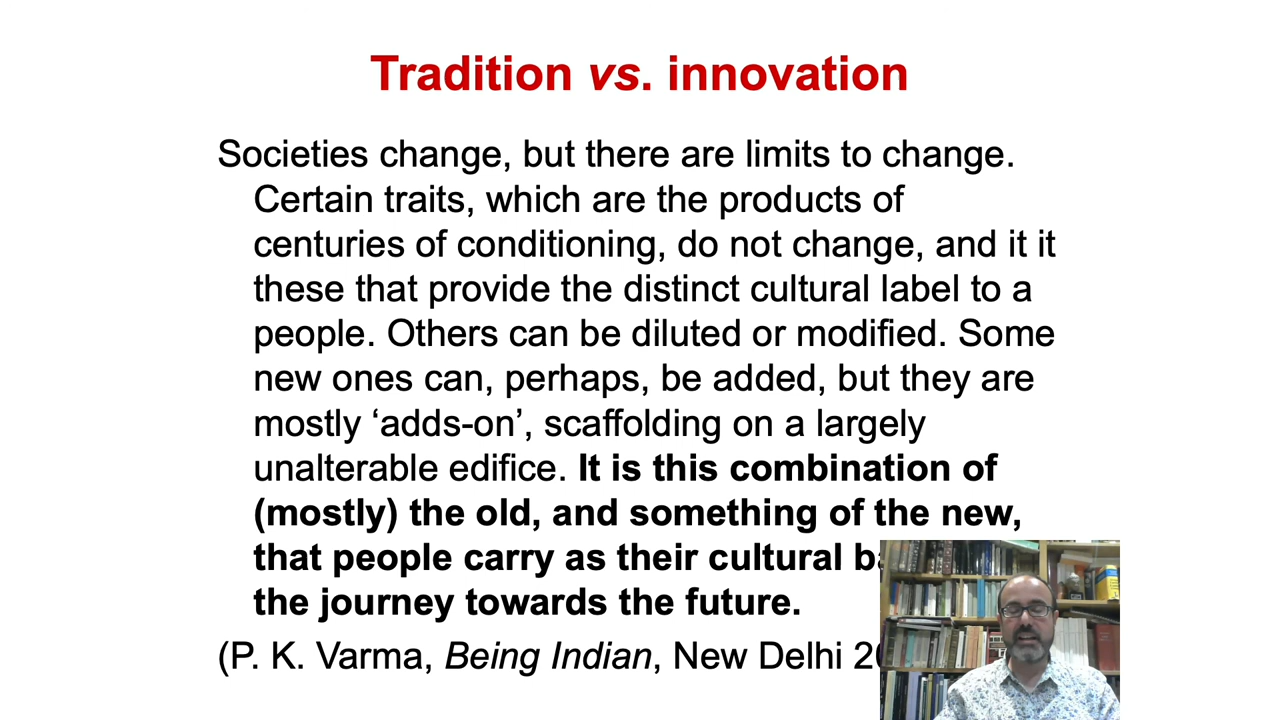 Tradition vs. innovation
Societies change, but there are limits to change.
Certain traits, which are the products of
centuries of conditioning, do not change, and it it
these that provide the distinct cultural label to a
people. Others can be diluted or modified. Some
new ones can, perhaps, be added, but they are
mostly ‘adds-on’, scaffolding on a largely
unalterable edifice. It is this combination of
(mostly) the old, and something of the new,
that people carry as their cultural
the journey towards the future.
(P. K. Varma, Being Indian, New Delhi